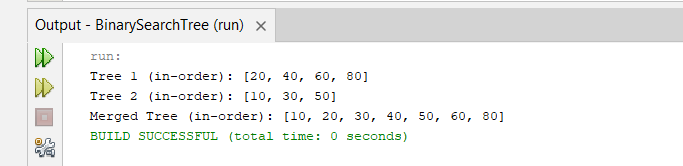 Output - BinarySearchTree (run)
run:
Tree 1 (in-order): [20, 40, 60, 80]
Tree 2 (in-order): [10, 30, 50]
Merged Tree (in-order): [10, 20, 30, 40, 50, 60, 80]
BUILD SUCCESSFUL (total time: 0 seconds)